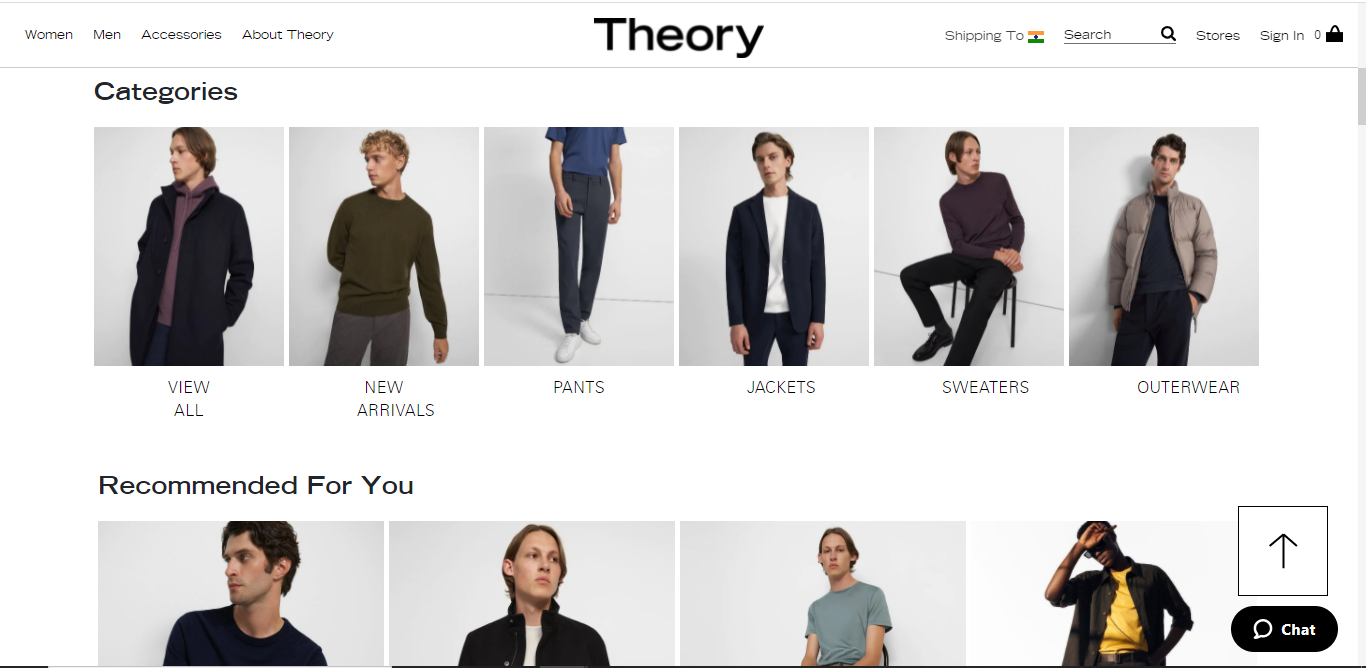 Women Men Accessories About Theory Theory Shipping To Search Stores Sign In 0
Categories
VIEW ALL
NEW ARRIVALS
PANTS
JACKETS
SWEATERS
OUTERWEAR
Recommended For You
Chat